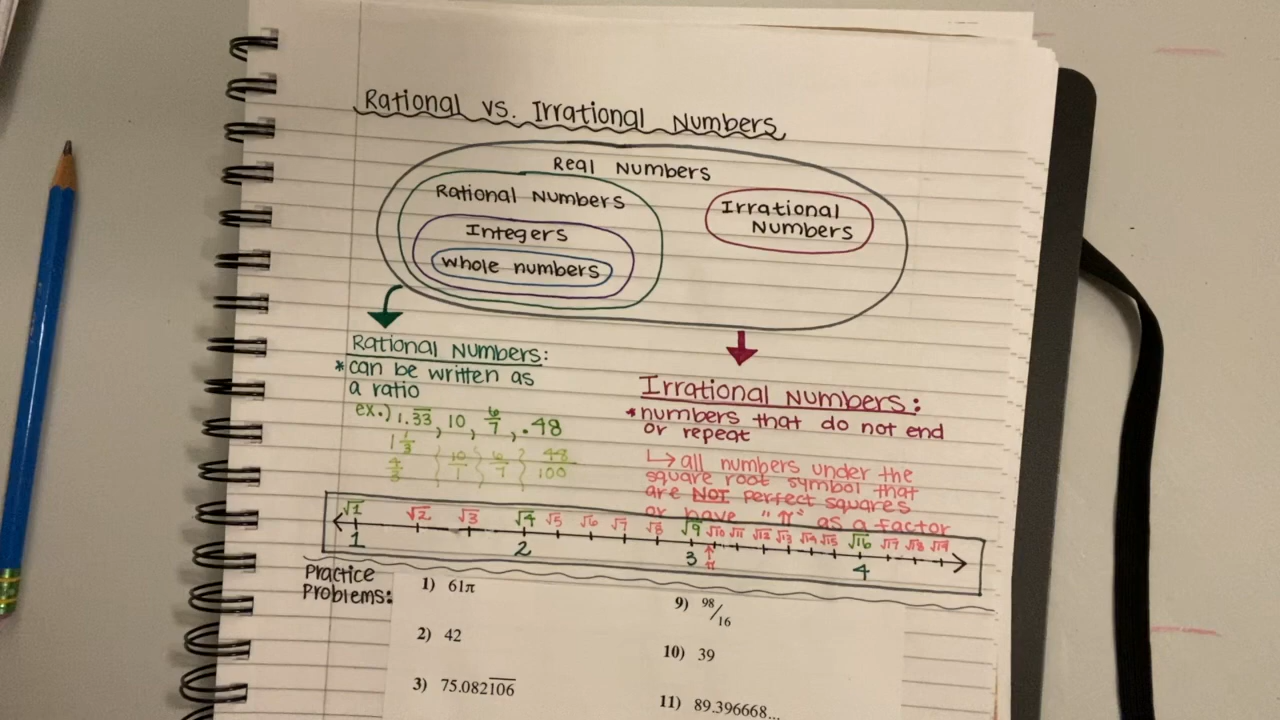 Rational vs. Irrational Numbers
Real Numbers
Rational Numbers
Integers
whole numbers
Irrational
Numbers
Rational Numbers:
*can be written as
a ratio
ex.) 1.3̅3̅, 10, 6/7, .48
1 1/3
4/3 10/1 6/7 48/100
Irrational Numbers:
*numbers that do not end
or repeat
↳ all numbers under the
square root symbol that
are NOT perfect squares
or have "π" as a factor
√1 √2 √3 √4 √5 √6 √7 √8 √9 √10 √11 √12 √13 √14 √15 √16 √17 √18 √19
1 2 3 π 4
Practice
Problems:
1) 61π
2) 42
3) 75.0821̅0̅6̅
9) 98/16
10) 39
11) 89.396668...